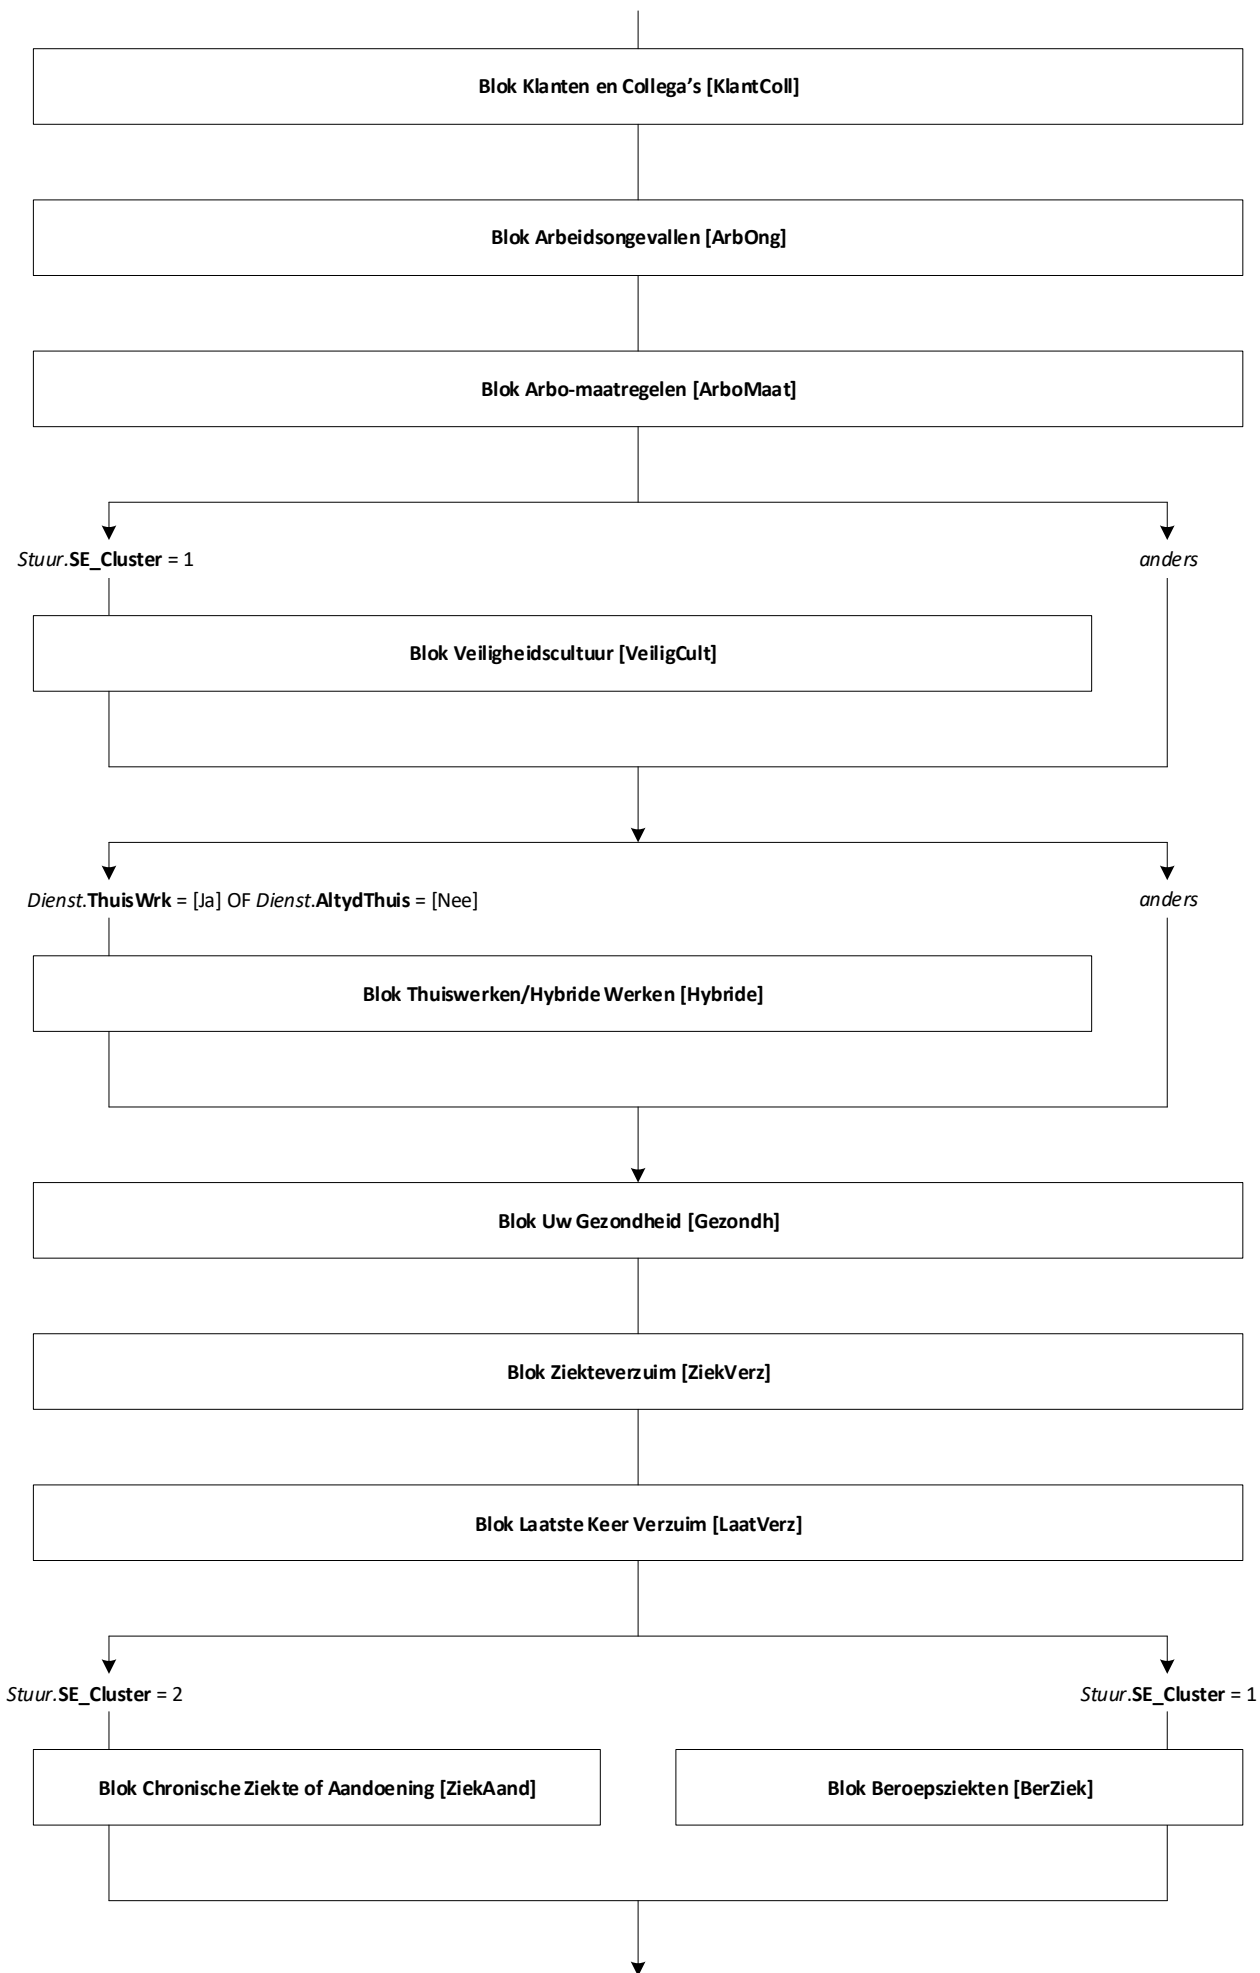 Blok Klanten en Collega’s [KlantColl]
Blok Arbeidsongevallen [ArbOng]
Blok Arbo-maatregelen [ArboMaat]
Stuur.SE_Cluster = 1
anders
Blok Veiligheidscultuur [VeiligCult]
Dienst.ThuisWrk = [Ja] OF Dienst.AltydThuis = [Nee]
anders
Blok Thuiswerken/Hybride Werken [Hybride]
Blok Uw Gezondheid [Gezondh]
Blok Ziekteverzuim [ZiekVerz]
Blok Laatste Keer Verzuim [LaatVerz]
Stuur.SE_Cluster = 2
Stuur.SE_Cluster = 1
Blok Chronische Ziekte of Aandoening [ZiekAand]
Blok Beroepsziekten [BerZiek]